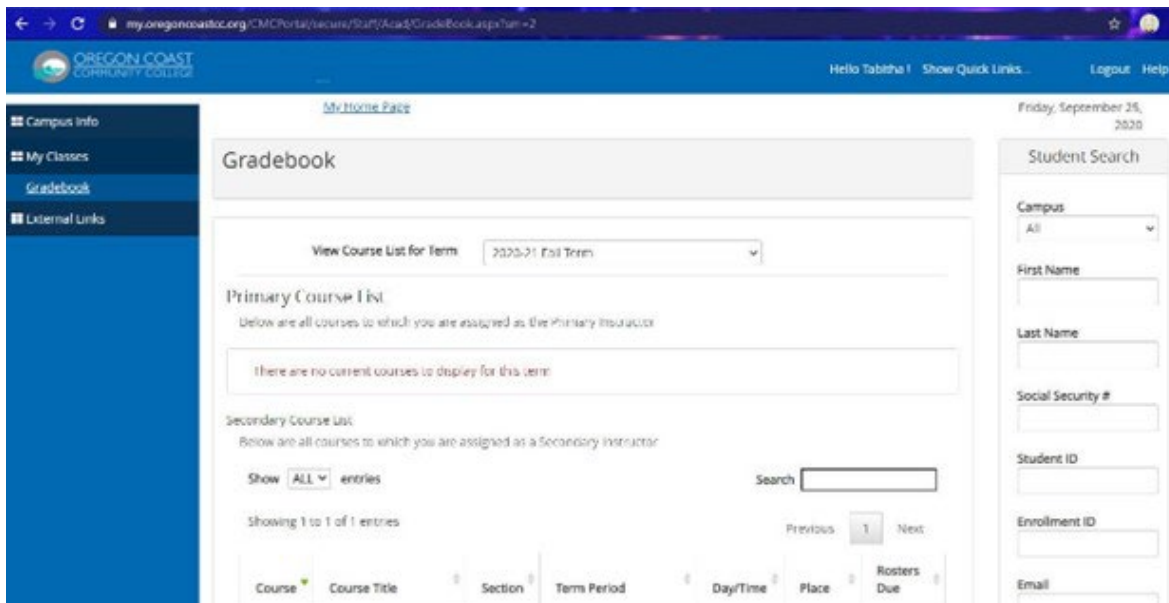 my.oregoncoastcc.org/CMCPortal/secure/Staff/Acad/GradeBook.aspx?sm=2
OREGON COAST
COMMUNITY COLLEGE
Hello Tabitha! Show Quick Links... Logout Help
Campus Info
My Classes
Gradebook
External Links
My Home Page
Gradebook
View Course List for Term 2020-21 Fall Term
Primary Course List
Below are all courses to which you are assigned as the Primary Instructor
There are no current courses to display for this term
Secondary Course List
Below are all courses to which you are assigned as a Secondary Instructor
Show ALL entries Search
Showing 1 to 1 of 1 entries
Previous 1 Next
Course Course Title Section Term Period Day/Time Place Rosters
Due
Friday, September 25,
2020
Student Search
Campus
All
First Name
Last Name
Social Security #
Student ID
Enrollment ID
Email